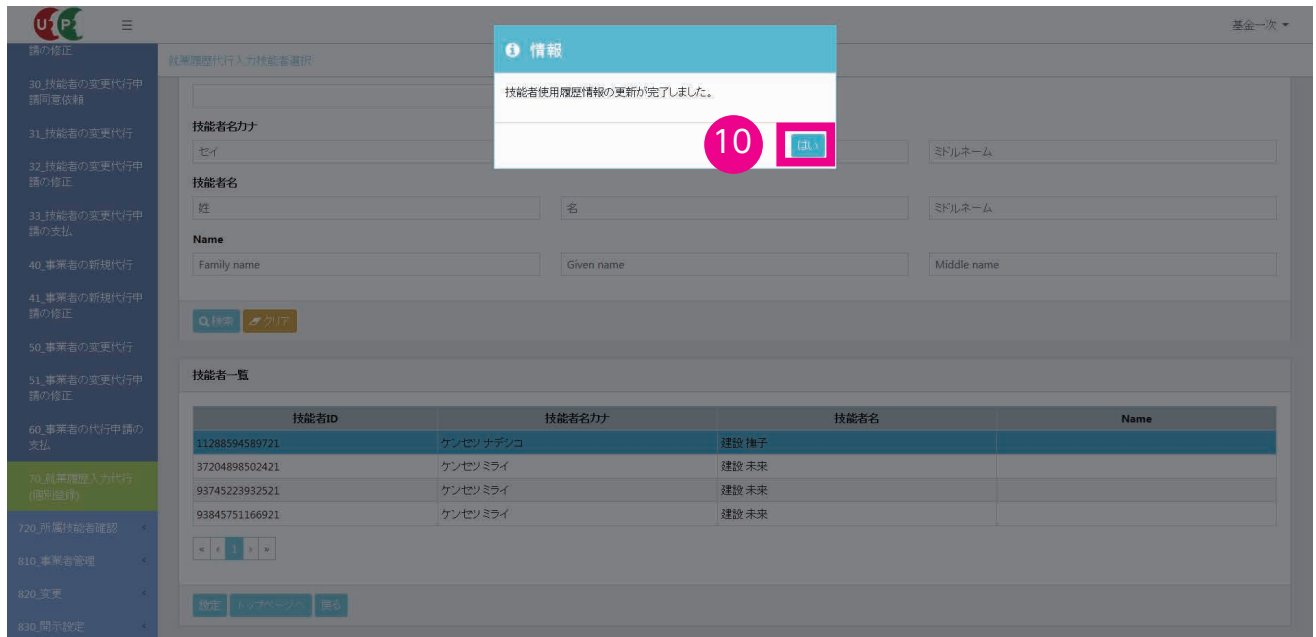 基金一次
請の修正
30_技能者の変更代行申
請同意依頼
31_技能者の変更代行
32_技能者の変更代行申
請の修正
33_技能者の変更代行申
請の支払
40_事業者の新規代行
41_事業者の新規代行申
請の修正
50_事業者の変更代行
51_事業者の変更代行申
請の修正
60_事業者の代行申請の
支払
70_就業履歴入力代行
(個別登録)
720_所属技能者確認
810_事業者管理
820_変更
830_開示設定
就業履歴代行入力技能者選択
情報
技能者使用履歴情報の更新が完了しました。
10
はい
技能者名カナ
セイ ミドルネーム
技能者名
姓 名 ミドルネーム
Name
Family name Given name Middle name
検索 クリア
技能者一覧
技能者ID 技能者名カナ 技能者名 Name
11288594589721 ケンセツ ナデシコ 建設 撫子
37204898502421 ケンセツ ミライ 建設 未来
93745223932521 ケンセツ ミライ 建設 未来
93845751166921 ケンセツ ミライ 建設 未来
« ‹ 1 › »
設定 トップページへ 戻る